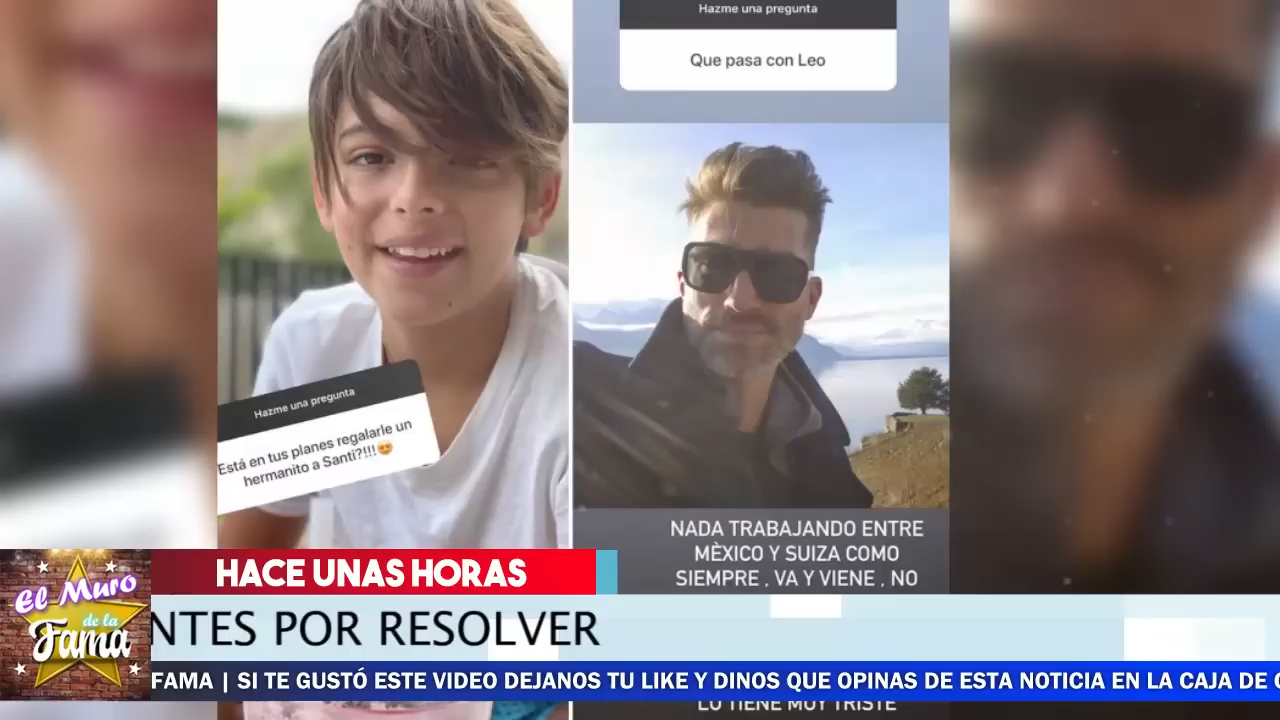 Hazme una pregunta
Que pasa con Leo
Hazme una pregunta
Está en tus planes regalarle un
hermanito a Santi?!!!😍
NADA TRABAJANDO ENTRE
MÈXICO Y SUIZA COMO
SIEMPRE , VA Y VIENE , NO
HACE UNAS HORAS
NTES POR RESOLVER
El Muro
de la
Fama
FAMA | SI TE GUSTÓ ESTE VIDEO DEJANOS TU LIKE Y DINOS QUE OPINAS DE ESTA NOTICIA EN LA CAJA DE
LO TIENE MUY TRISTE